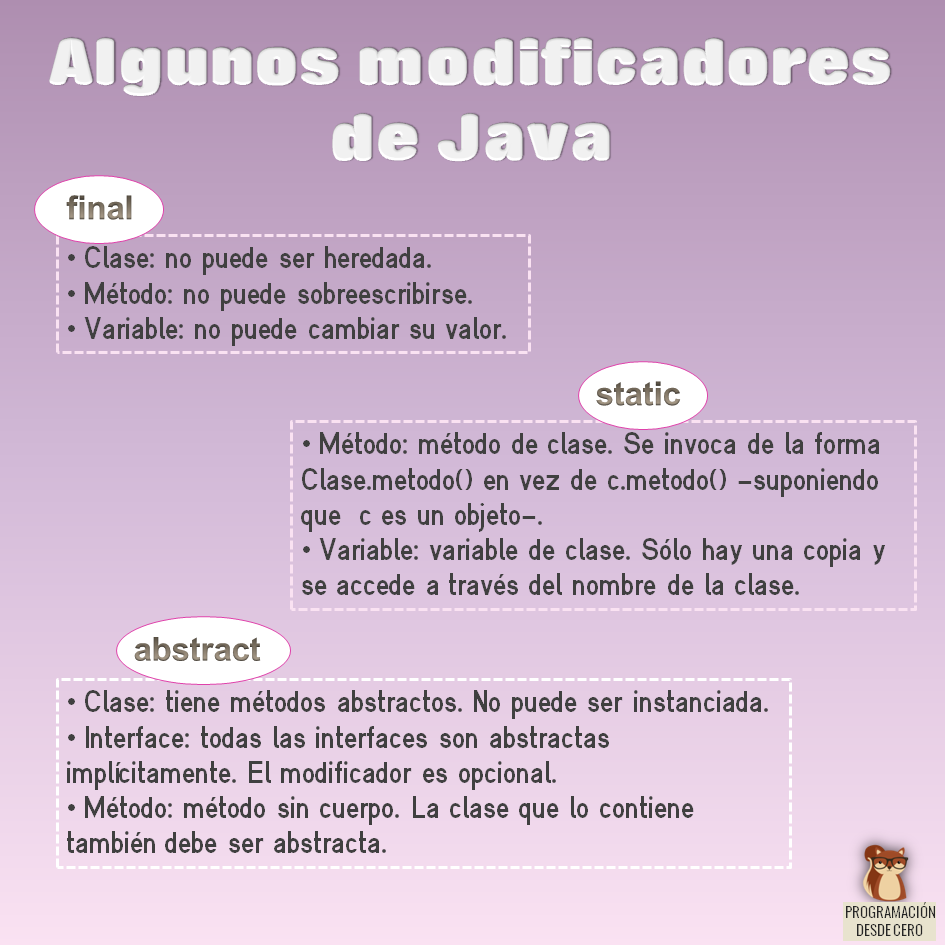 Algunos modificadores
de Java
final
• Clase: no puede ser heredada.
• Método: no puede sobreescribirse.
• Variable: no puede cambiar su valor.
static
• Método: método de clase. Se invoca de la forma
Clase.metodo() en vez de c.metodo() -suponiendo
que c es un objeto-.
• Variable: variable de clase. Sólo hay una copia y
se accede a través del nombre de la clase.
abstract
• Clase: tiene métodos abstractos. No puede ser instanciada.
• Interface: todas las interfaces son abstractas
implícitamente. El modificador es opcional.
• Método: método sin cuerpo. La clase que lo contiene
también debe ser abstracta.
PROGRAMACIÓN
DESDE CERO